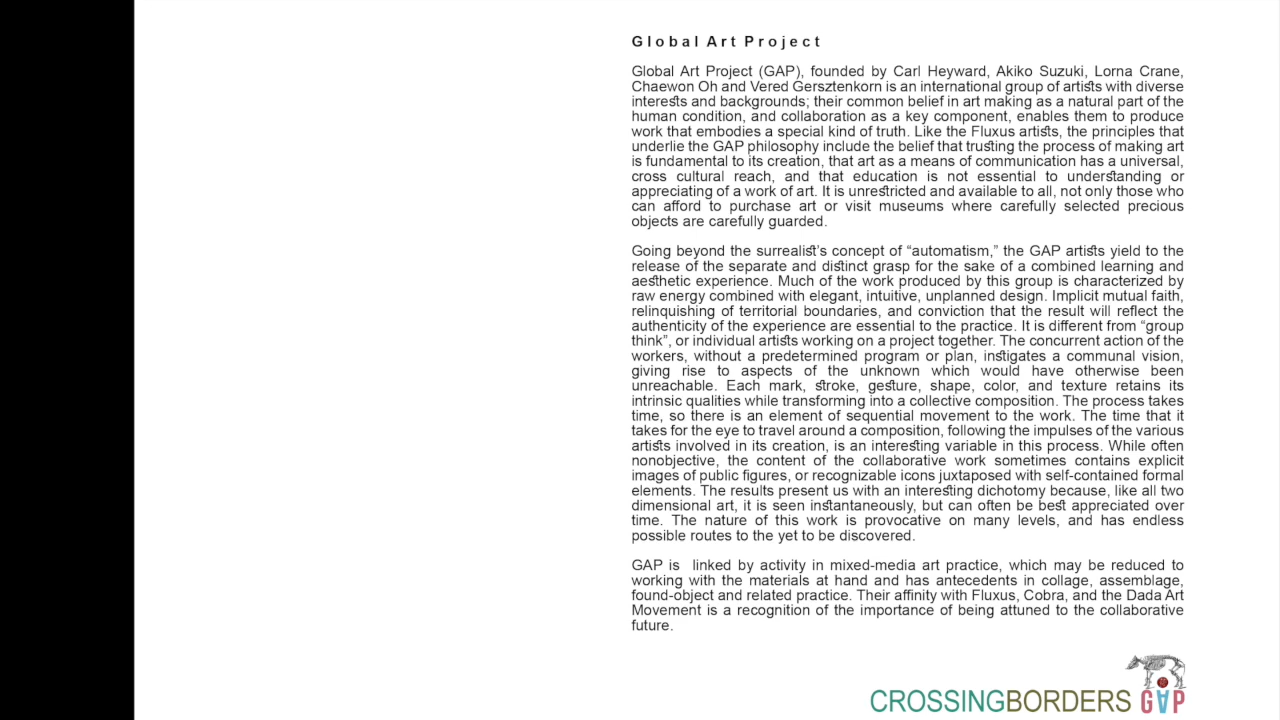 Global Art Project
Global Art Project (GAP), founded by Carl Heyward, Akiko Suzuki, Lorna Crane,
Chaewon Oh and Vered Gersztenkorn is an international group of artists with diverse
interests and backgrounds; their common belief in art making as a natural part of the
human condition, and collaboration as a key component, enables them to produce
work that embodies a special kind of truth. Like the Fluxus artists, the principles that
underlie the GAP philosophy include the belief that trusting the process of making art
is fundamental to its creation, that art as a means of communication has a universal,
cross cultural reach, and that education is not essential to understanding or
appreciating of a work of art. It is unrestricted and available to all, not only those who
can afford to purchase art or visit museums where carefully selected precious
objects are carefully guarded.
Going beyond the surrealist's concept of “automatism,” the GAP artists yield to the
release of the separate and distinct grasp for the sake of a combined learning and
aesthetic experience. Much of the work produced by this group is characterized by
raw energy combined with elegant, intuitive, unplanned design. Implicit mutual faith,
relinquishing of territorial boundaries, and conviction that the result will reflect the
authenticity of the experience are essential to the practice. It is different from “group
think”, or individual artists working on a project together. The concurrent action of the
workers, without a predetermined program or plan, instigates a communal vision,
giving rise to aspects of the unknown which would have otherwise been
unreachable. Each mark, stroke, gesture, shape, color, and texture retains its
intrinsic qualities while transforming into a collective composition. The process takes
time, so there is an element of sequential movement to the work. The time that it
takes for the eye to travel around a composition, following the impulses of the various
artists involved in its creation, is an interesting variable in this process. While often
nonobjective, the content of the collaborative work sometimes contains explicit
images of public figures, or recognizable icons juxtaposed with self-contained formal
elements. The results present us with an interesting dichotomy because, like all two
dimensional art, it is seen instantaneously, but can often be best appreciated over
time. The nature of this work is provocative on many levels, and has endless
possible routes to the yet to be discovered.
GAP is linked by activity in mixed-media art practice, which may be reduced to
working with the materials at hand and has antecedents in collage, assemblage,
found-object and related practice. Their affinity with Fluxus, Cobra, and the Dada Art
Movement is a recognition of the importance of being attuned to the collaborative
future.
CROSSINGBORDERS GAP